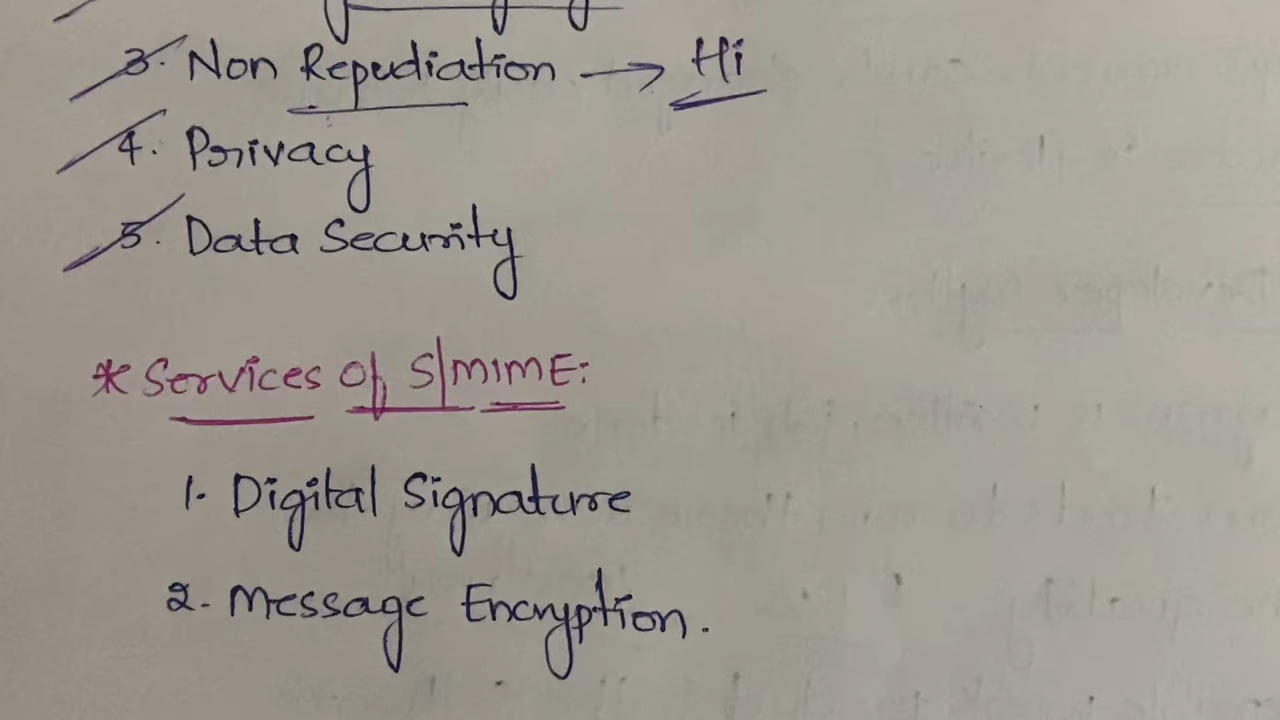 3. Non Repudiation → Hi
4. Privacy
5. Data Security
* Services Of S/MIME:
1. Digital Signature
2. Message Encryption.